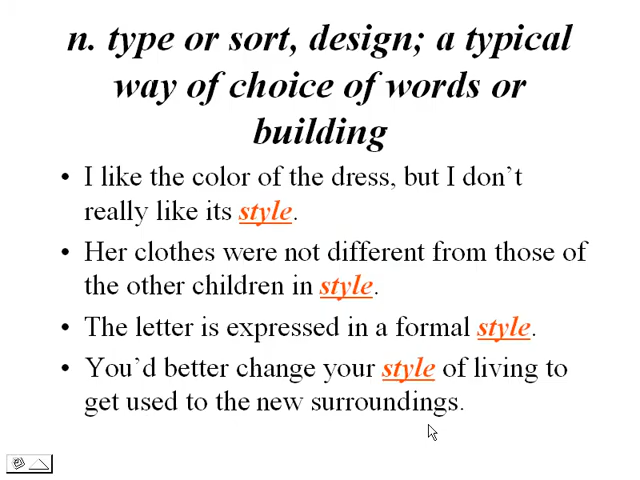 n. type or sort, design; a typical
way of choice of words or
building
• I like the color of the dress, but I don’t
really like its style.
• Her clothes were not different from those of
the other children in style.
• The letter is expressed in a formal style.
• You’d better change your style of living to
get used to the new surroundings.